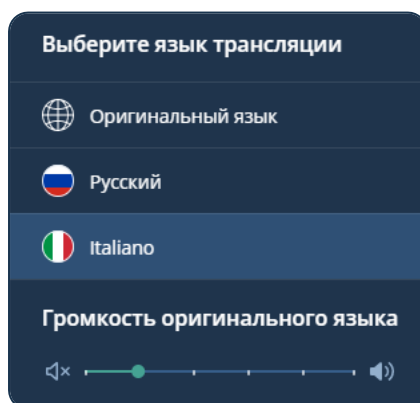 Выберите язык трансляции
Оригинальный язык
Русский
Italiano
Громкость оригинального языка